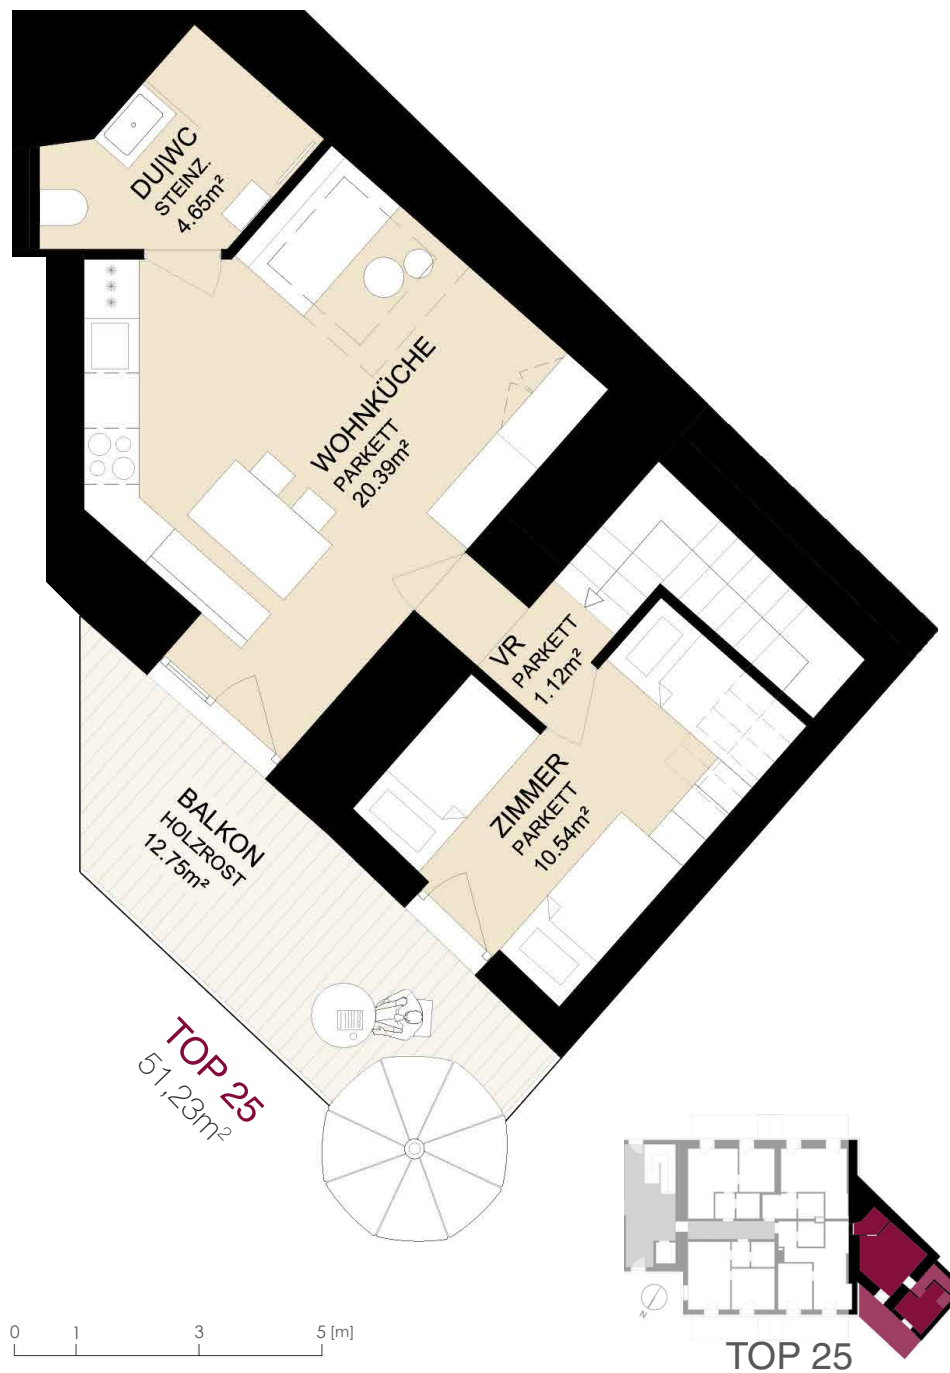 DU|WC
STEINZ.
4.65m²
WOHNKÜCHE
PARKETT
20.39m²
VR
PARKETT
1.12m²
ZIMMER
PARKETT
10.54m²
BALKON
HOLZROST
12.75m²
TOP 25
51,23m²
N
TOP 25
0 1 3 5 [m]